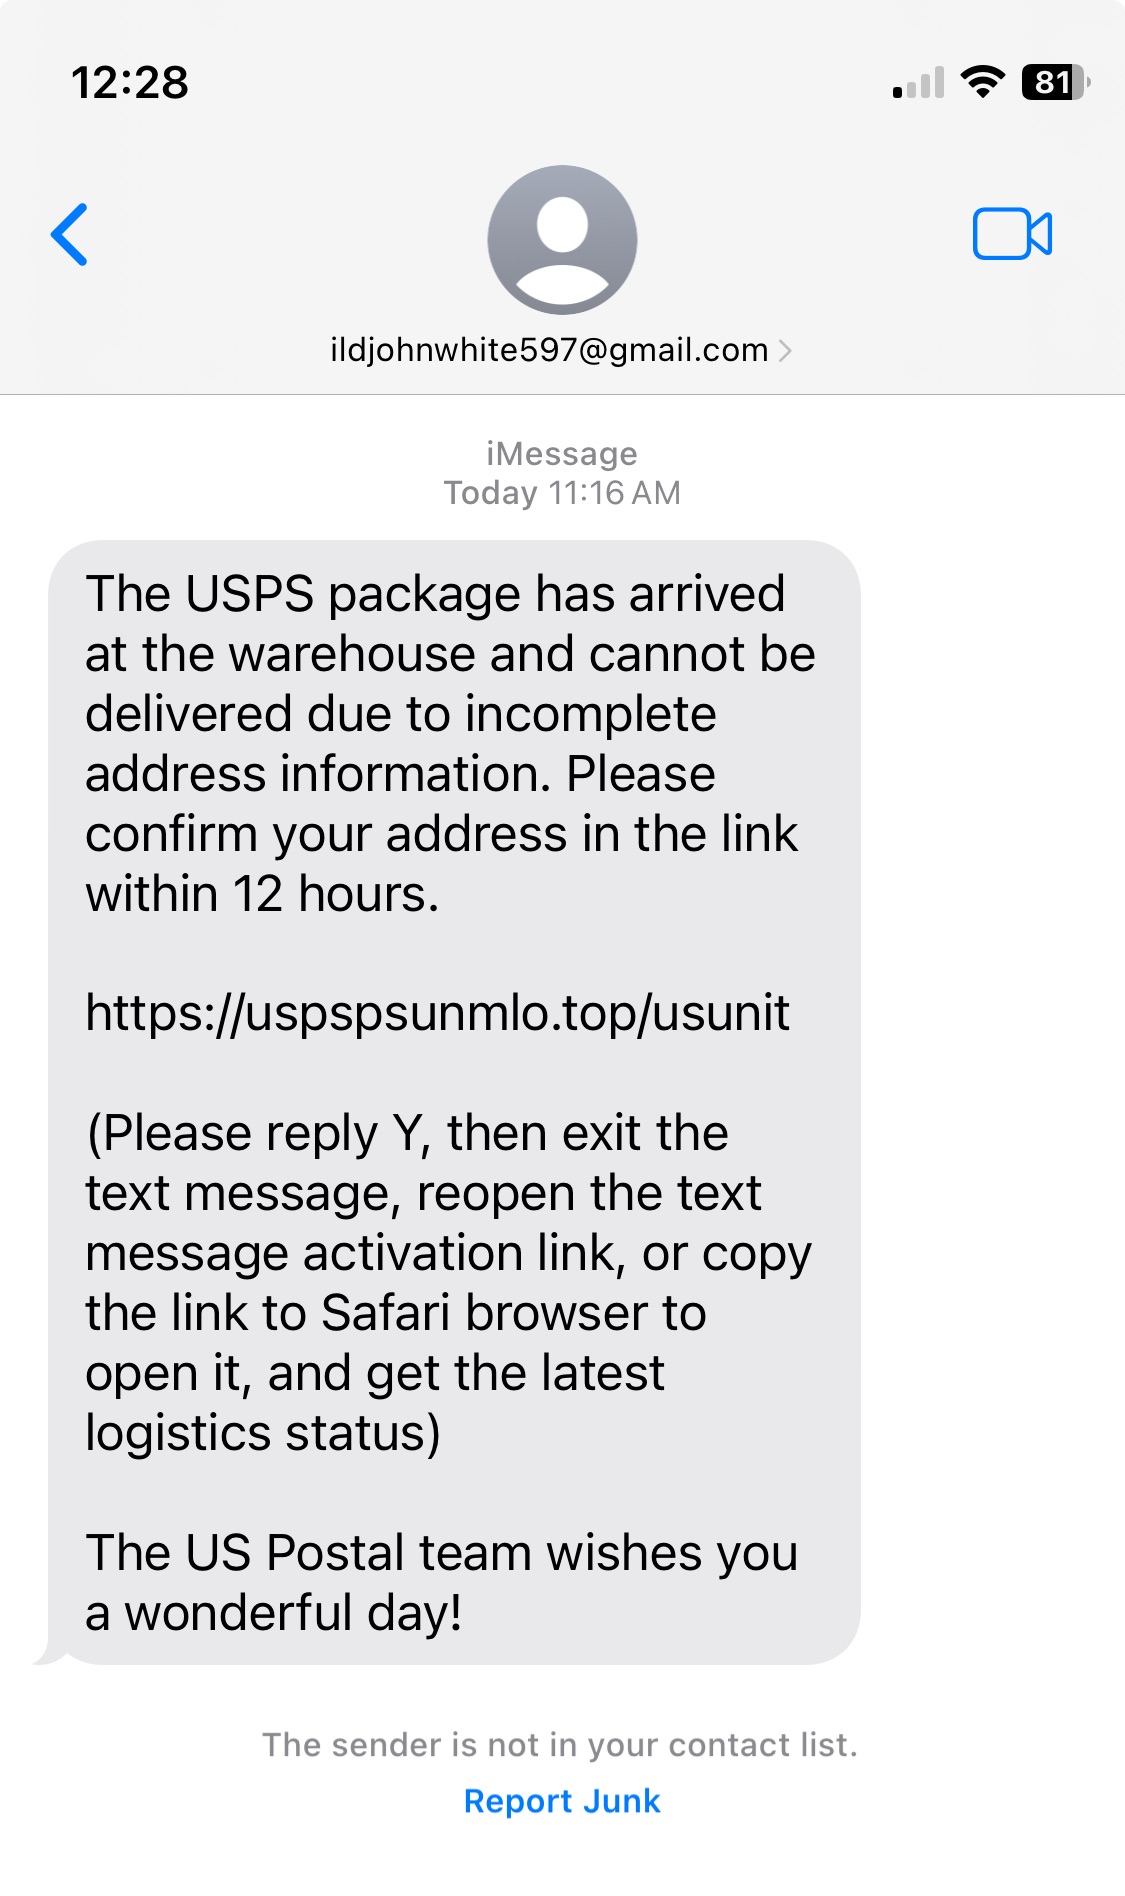 12:28
81
ildjohnwhite597@gmail.com
iMessage
Today 11:16 AM
The USPS package has arrived
at the warehouse and cannot be
delivered due to incomplete
address information. Please
confirm your address in the link
within 12 hours.
https://uspspsunmlo.top/usunit
(Please reply Y, then exit the
text message, reopen the text
message activation link, or copy
the link to Safari browser to
open it, and get the latest
logistics status)
The US Postal team wishes you
a wonderful day!
The sender is not in your contact list.
Report Junk